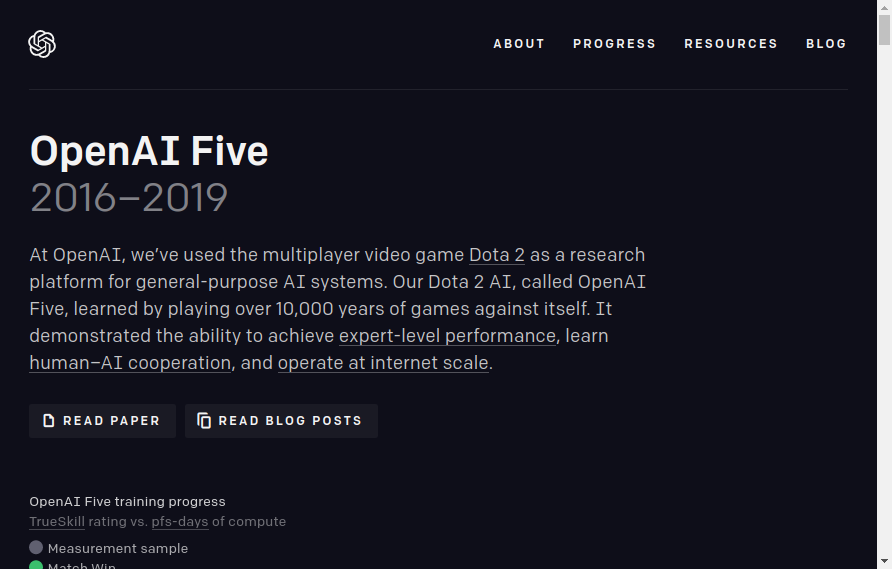 ABOUT PROGRESS RESOURCES BLOG
OpenAI Five
2016–2019
At OpenAI, we’ve used the multiplayer video game Dota 2 as a research
platform for general-purpose AI systems. Our Dota 2 AI, called OpenAI
Five, learned by playing over 10,000 years of games against itself. It
demonstrated the ability to achieve expert-level performance, learn
human–AI cooperation, and operate at internet scale.
READ PAPER READ BLOG POSTS
OpenAI Five training progress
TrueSkill rating vs. pfs-days of compute
Measurement sample
Match Win